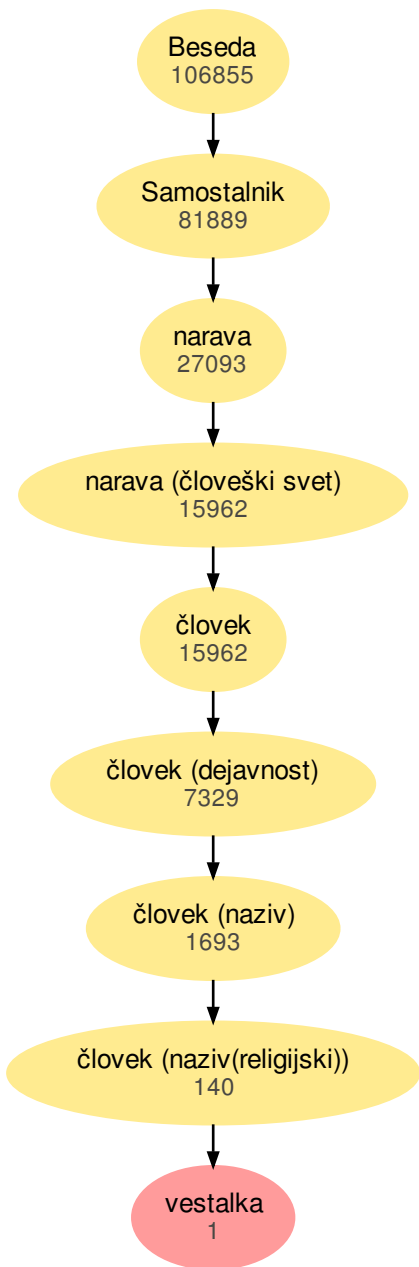 Beseda
106855
Samostalnik
81889
narava
27093
narava (človeški svet)
15962
človek
15962
človek (dejavnost)
7329
človek (naziv)
1693
človek (naziv(religijski))
140
vestalka
1